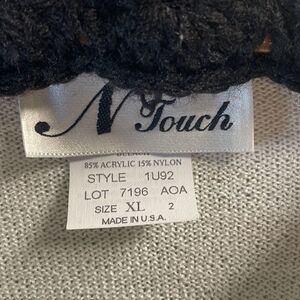 N Touch
85% ACRYLIC 15% NYLON
STYLE 1U92
LOT 7196 AOA
SIZE XL 2
MADE IN U.S.A.